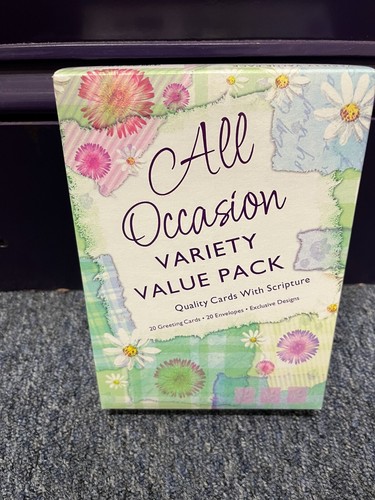 All
Occasion
VARIETY
VALUE PACK
Quality Cards With Scripture
20 Greeting Cards • 20 Envelopes • Exclusive Designs